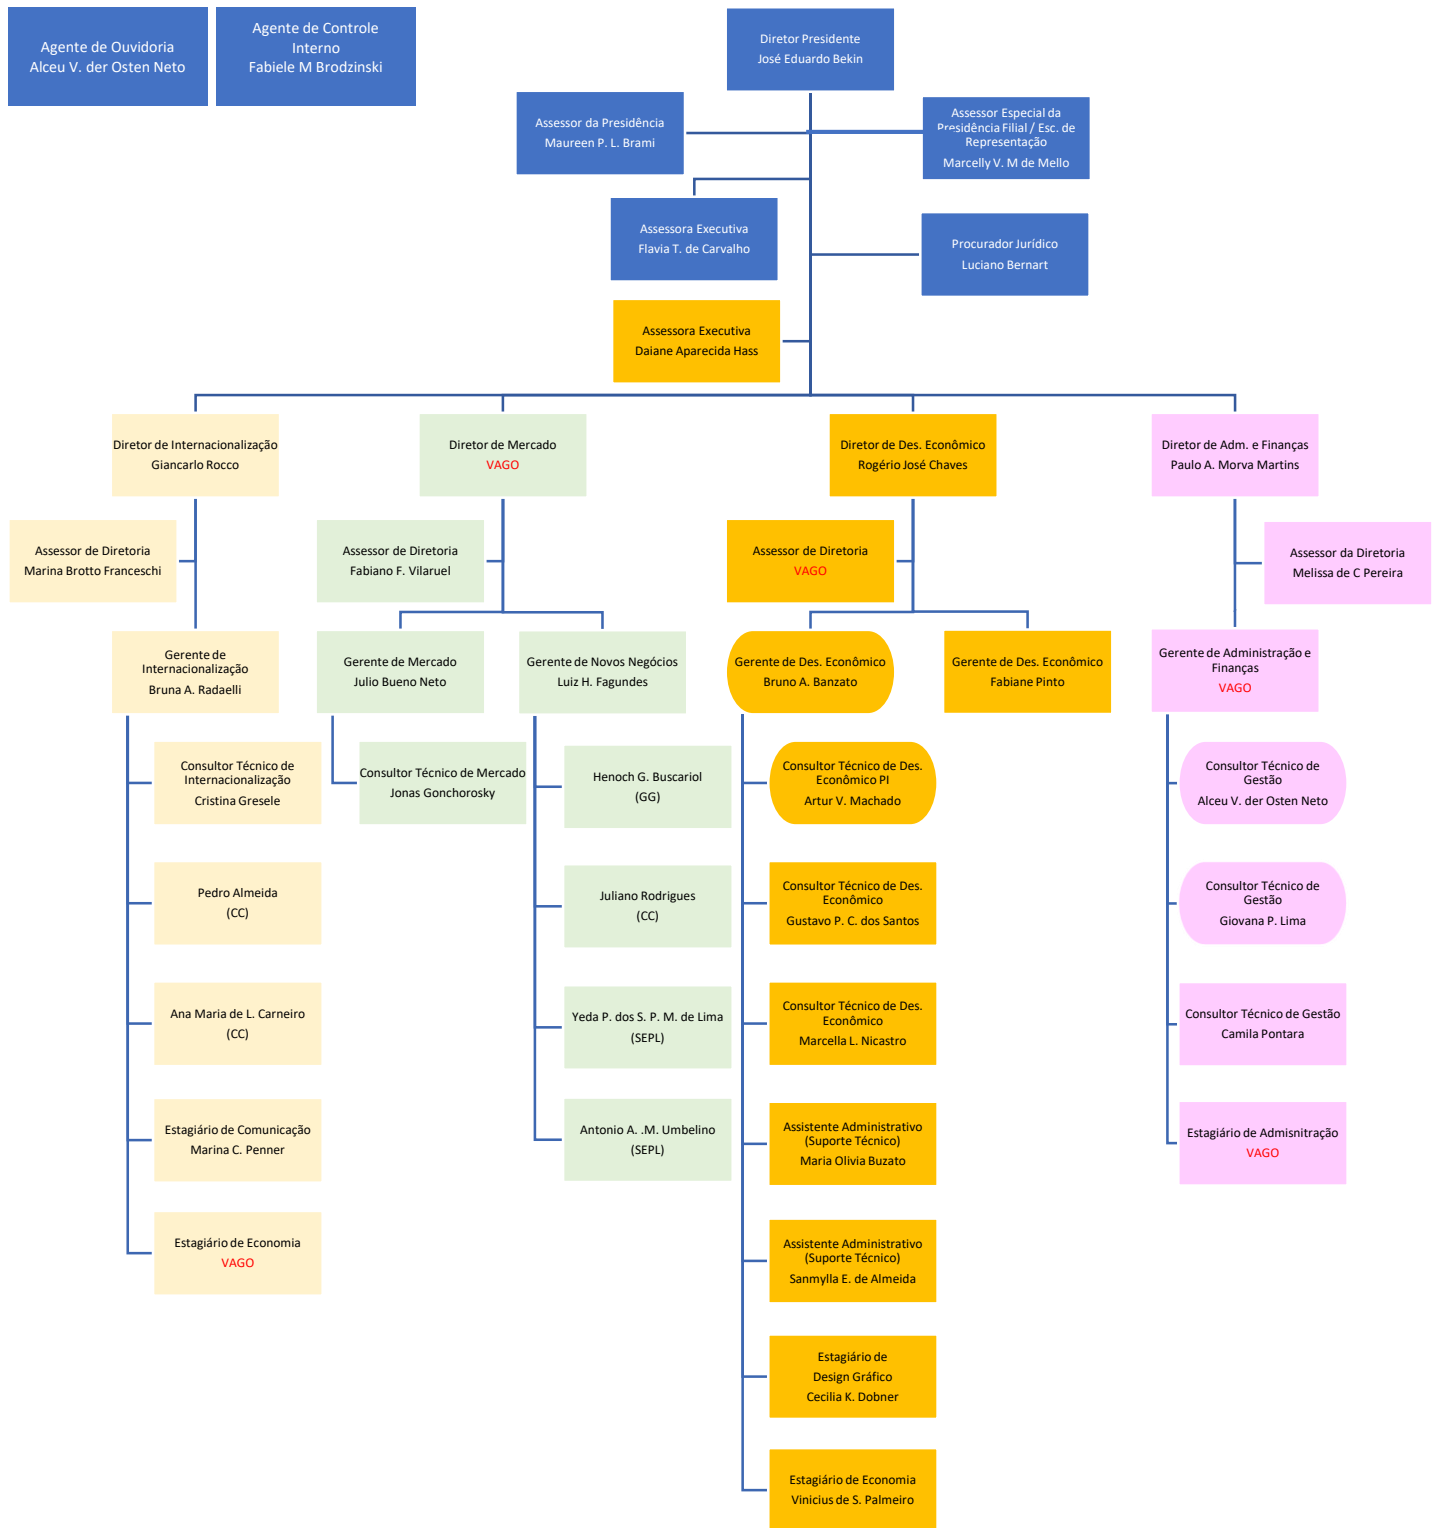 Agente de Ouvidoria
Alceu V. der Osten Neto
Agente de Controle
Interno
Fabiele M Brodzinski
Diretor Presidente
José Eduardo Bekin
Assessor da Presidência
Maureen P. L. Brami
Assessor Especial da
Presidência Filial / Esc. de
Representação
Marcelly V. M de Mello
Assessora Executiva
Flavia T. de Carvalho
Procurador Jurídico
Luciano Bernart
Assessora Executiva
Daiane Aparecida Hass
Diretor de Internacionalização
Giancarlo Rocco
Diretor de Mercado
VAGO
Diretor de Des. Econômico
Rogério José Chaves
Diretor de Adm. e Finanças
Paulo A. Morva Martins
Assessor de Diretoria
Marina Brotto Franceschi
Assessor de Diretoria
Fabiano F. Vilaruel
Assessor de Diretoria
VAGO
Assessor da Diretoria
Melissa de C Pereira
Gerente de
Internacionalização
Bruna A. Radaelli
Gerente de Mercado
Julio Bueno Neto
Gerente de Novos Negócios
Luiz H. Fagundes
Gerente de Des. Econômico
Bruno A. Banzato
Gerente de Des. Econômico
Fabiane Pinto
Gerente de Administração e
Finanças
VAGO
Consultor Técnico de
Internacionalização
Cristina Gresele
Consultor Técnico de Mercado
Jonas Gonchorosky
Henoch G. Buscariol
(GG)
Consultor Técnico de Des.
Econômico PI
Artur V. Machado
Consultor Técnico de
Gestão
Alceu V. der Osten Neto
Pedro Almeida
(CC)
Juliano Rodrigues
(CC)
Consultor Técnico de Des.
Econômico
Gustavo P. C. dos Santos
Consultor Técnico de
Gestão
Giovana P. Lima
Ana Maria de L. Carneiro
(CC)
Yeda P. dos S. P. M. de Lima
(SEPL)
Consultor Técnico de Des.
Econômico
Marcella L. Nicastro
Consultor Técnico de Gestão
Camila Pontara
Estagiário de Comunicação
Marina C. Penner
Antonio A. .M. Umbelino
(SEPL)
Assistente Administrativo
(Suporte Técnico)
Maria Olivia Buzato
Estagiário de Admisnitração
VAGO
Estagiário de Economia
VAGO
Assistente Administrativo
(Suporte Técnico)
Sanmylla E. de Almeida
Estagiário de
Design Gráfico
Cecilia K. Dobner
Estagiário de Economia
Vinicius de S. Palmeiro